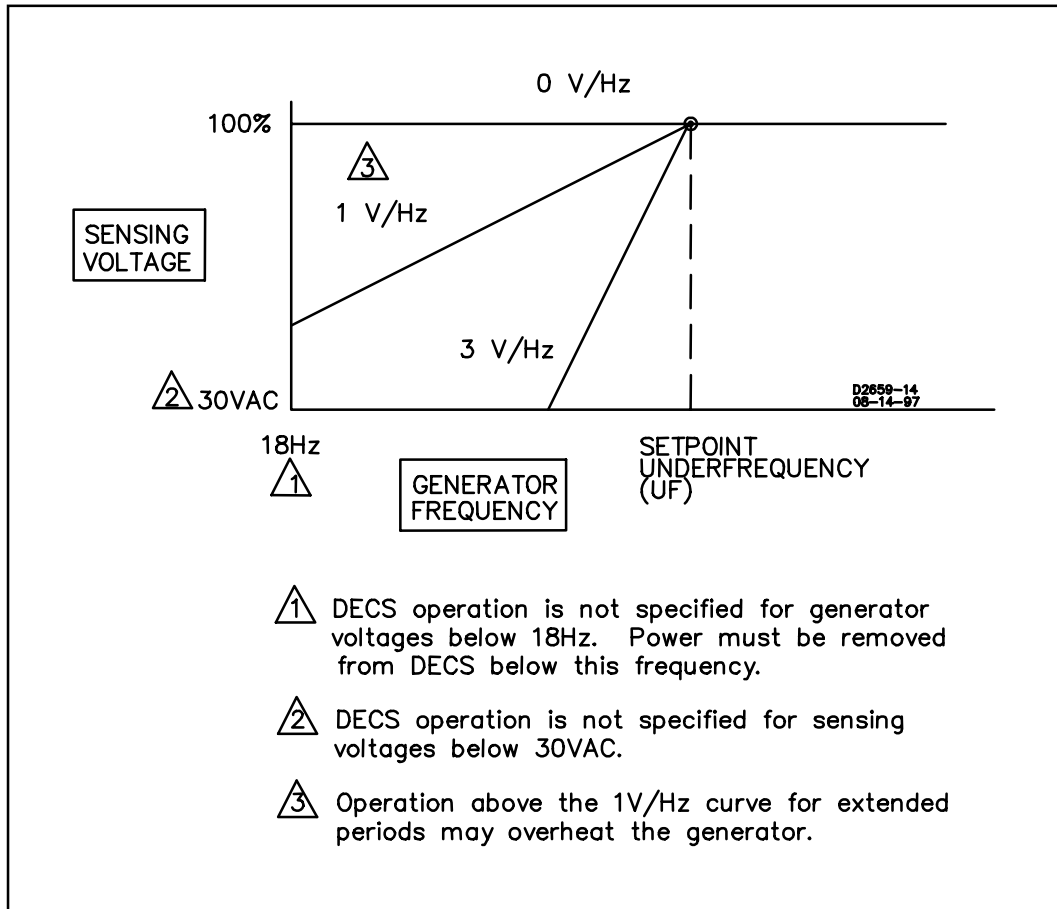 0 V/Hz
100%
3
1 V/Hz
SENSING
VOLTAGE
3 V/Hz
2 30VAC
D2659-14
08-14-97
18Hz
1
GENERATOR
FREQUENCY
SETPOINT
UNDERFREQUENCY
(UF)
1 DECS operation is not specified for generator
voltages below 18Hz. Power must be removed
from DECS below this frequency.
2 DECS operation is not specified for sensing
voltages below 30VAC.
3 Operation above the 1V/Hz curve for extended
periods may overheat the generator.